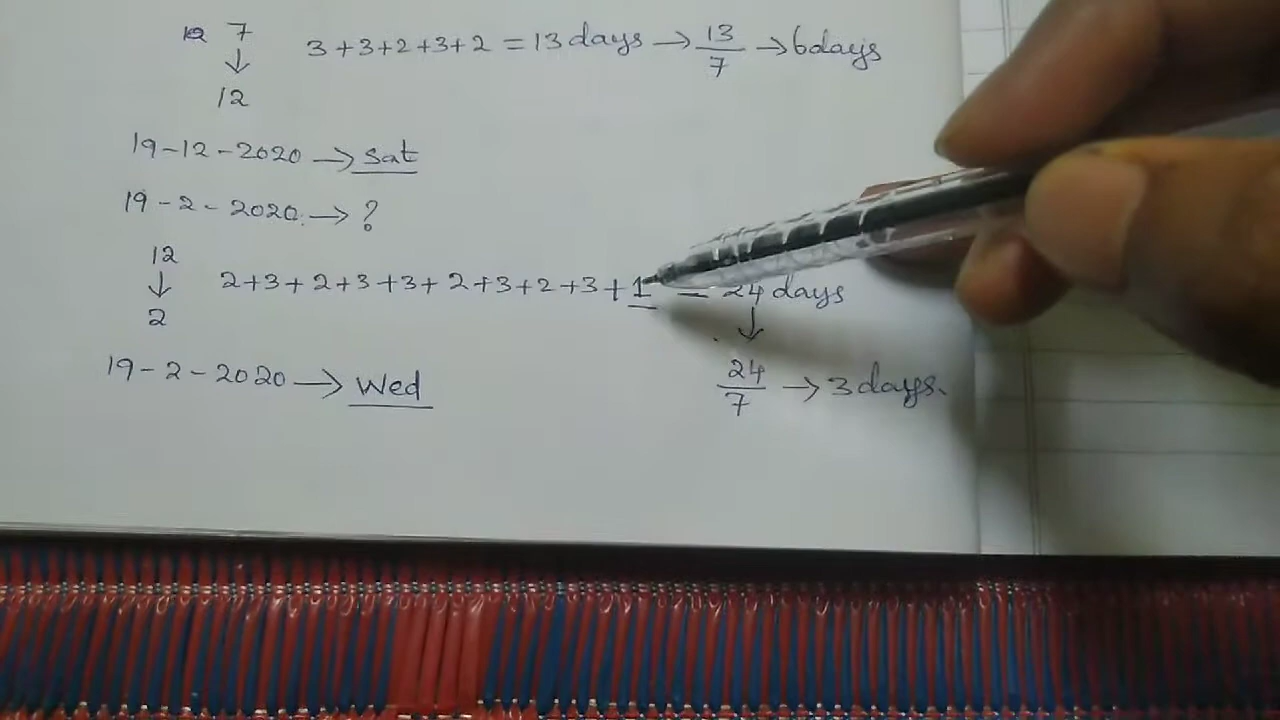 7
3+3+2+3+2 = 13 days → 13/7 → 6 days
↓
12
19-12-2020 → Sat
19-2-2020. → ?
12
↓
2
2+3+2+3+3+2+3+2+3+1 = 24 days
↓
24/7 → 3 days.
19-2-2020 → Wed